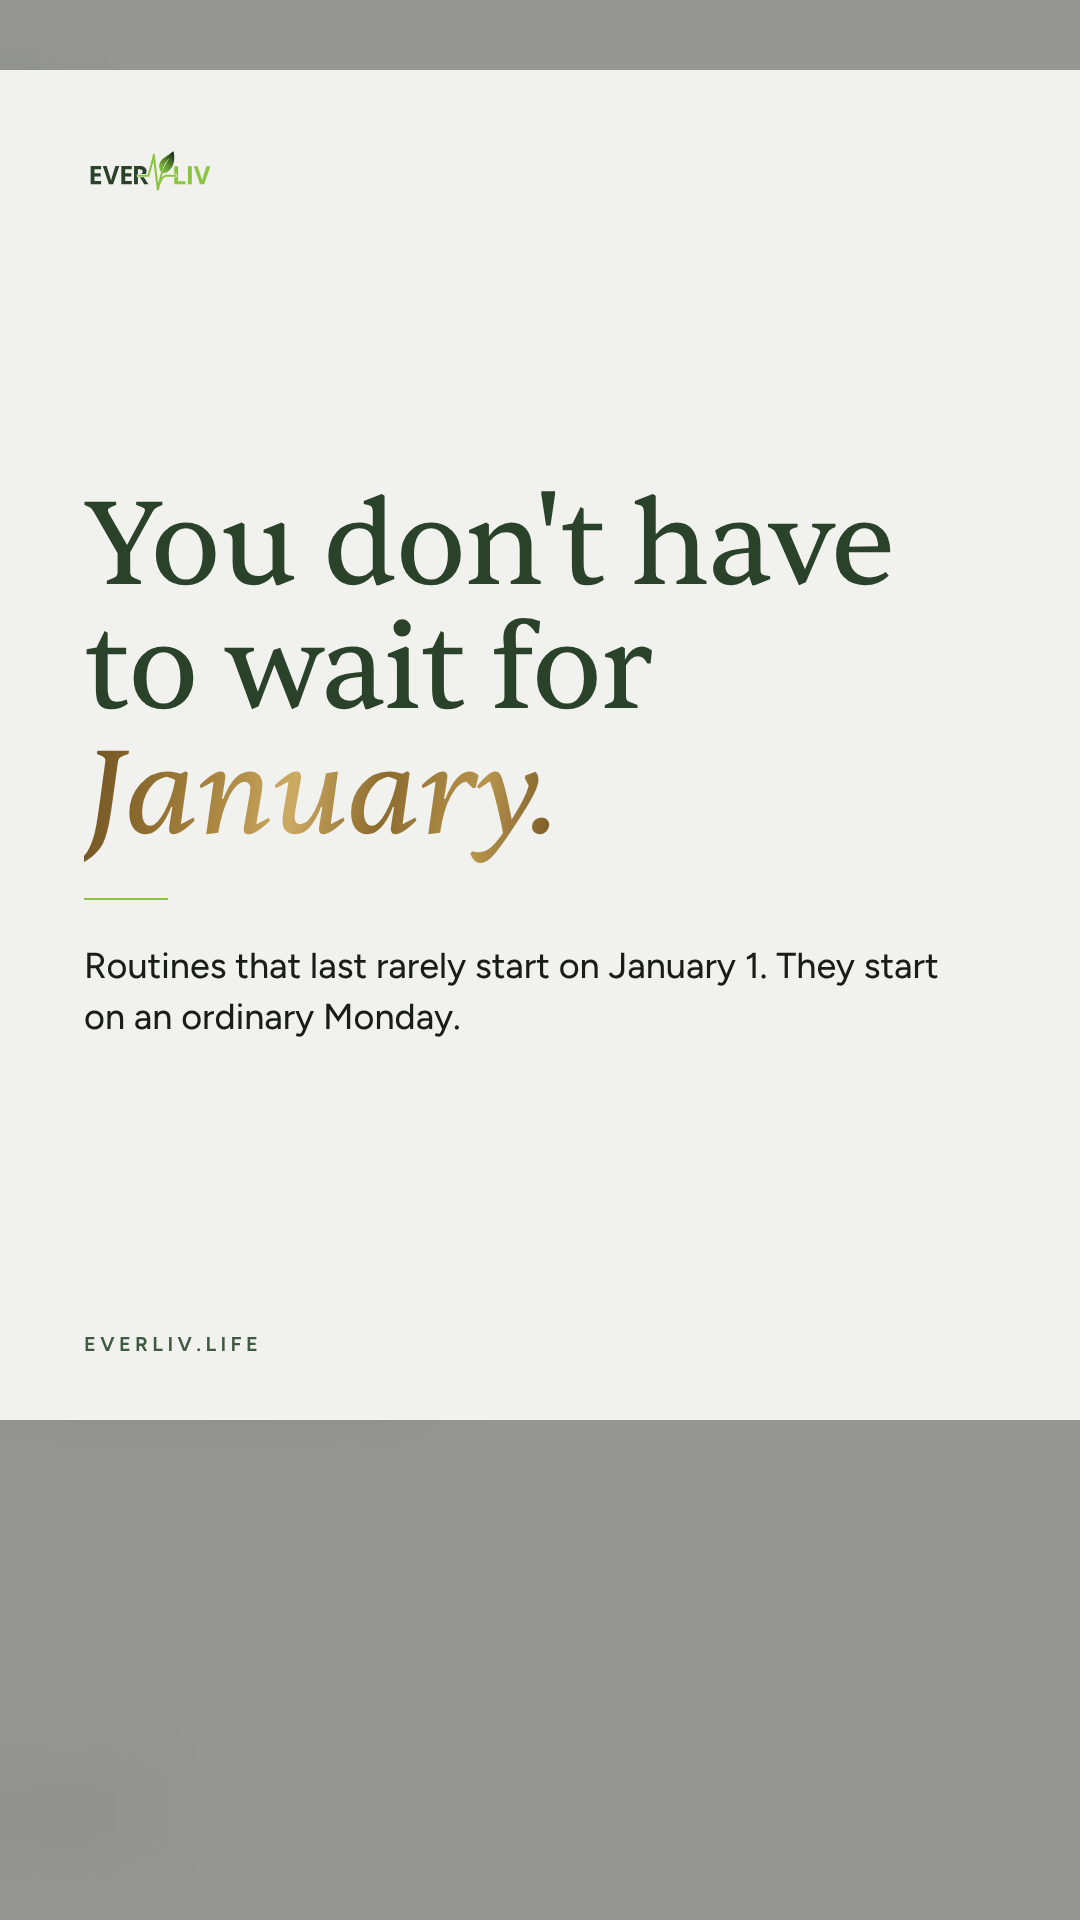 EVERLIV
You don't have
to wait for
January.
Routines that last rarely start on January 1. They start
on an ordinary Monday.
EVERLIV.LIFE